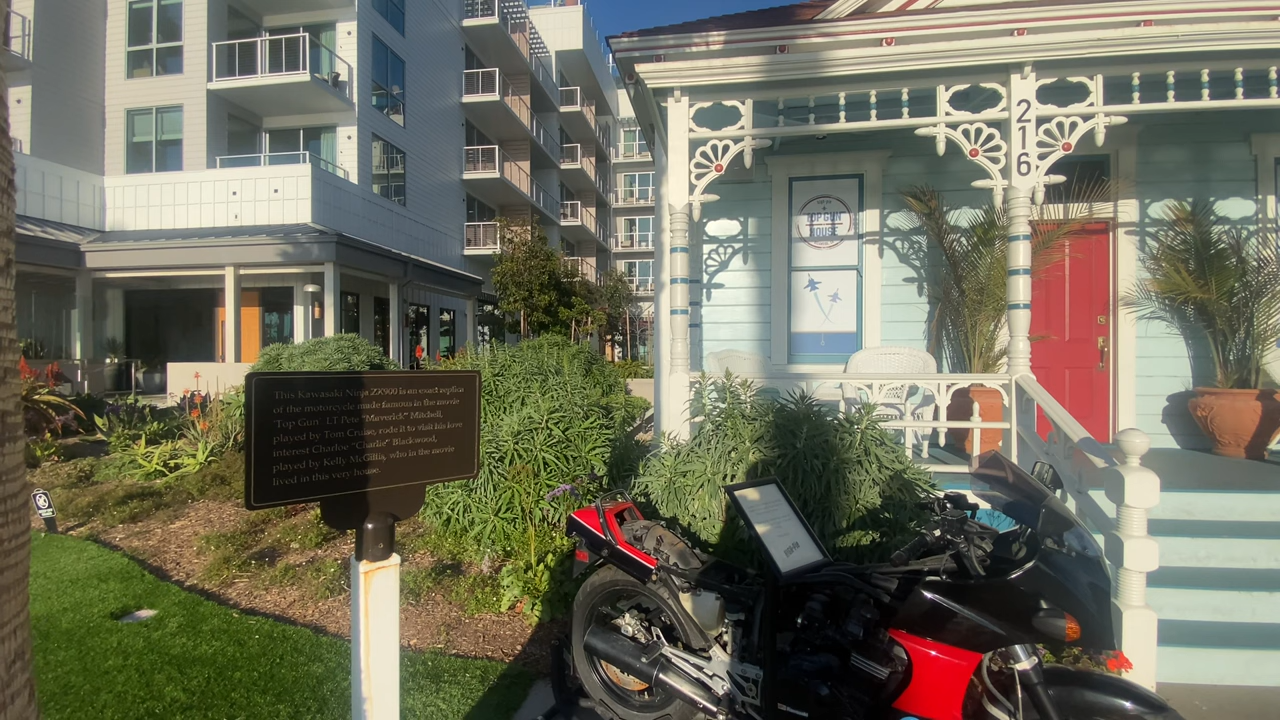 This Kawasaki Ninja ZX900 is an exact replica
of the motorcycle made famous in the movie
"Top Gun" LT Pete "Maverick" Mitchell,
played by Tom Cruise, rode it to visit his love
interest Charlotte "Charlie" Blackwood,
played by Kelly McGillis, who in the movie
lived in this very house.
TOP GUN
HOUSE
216